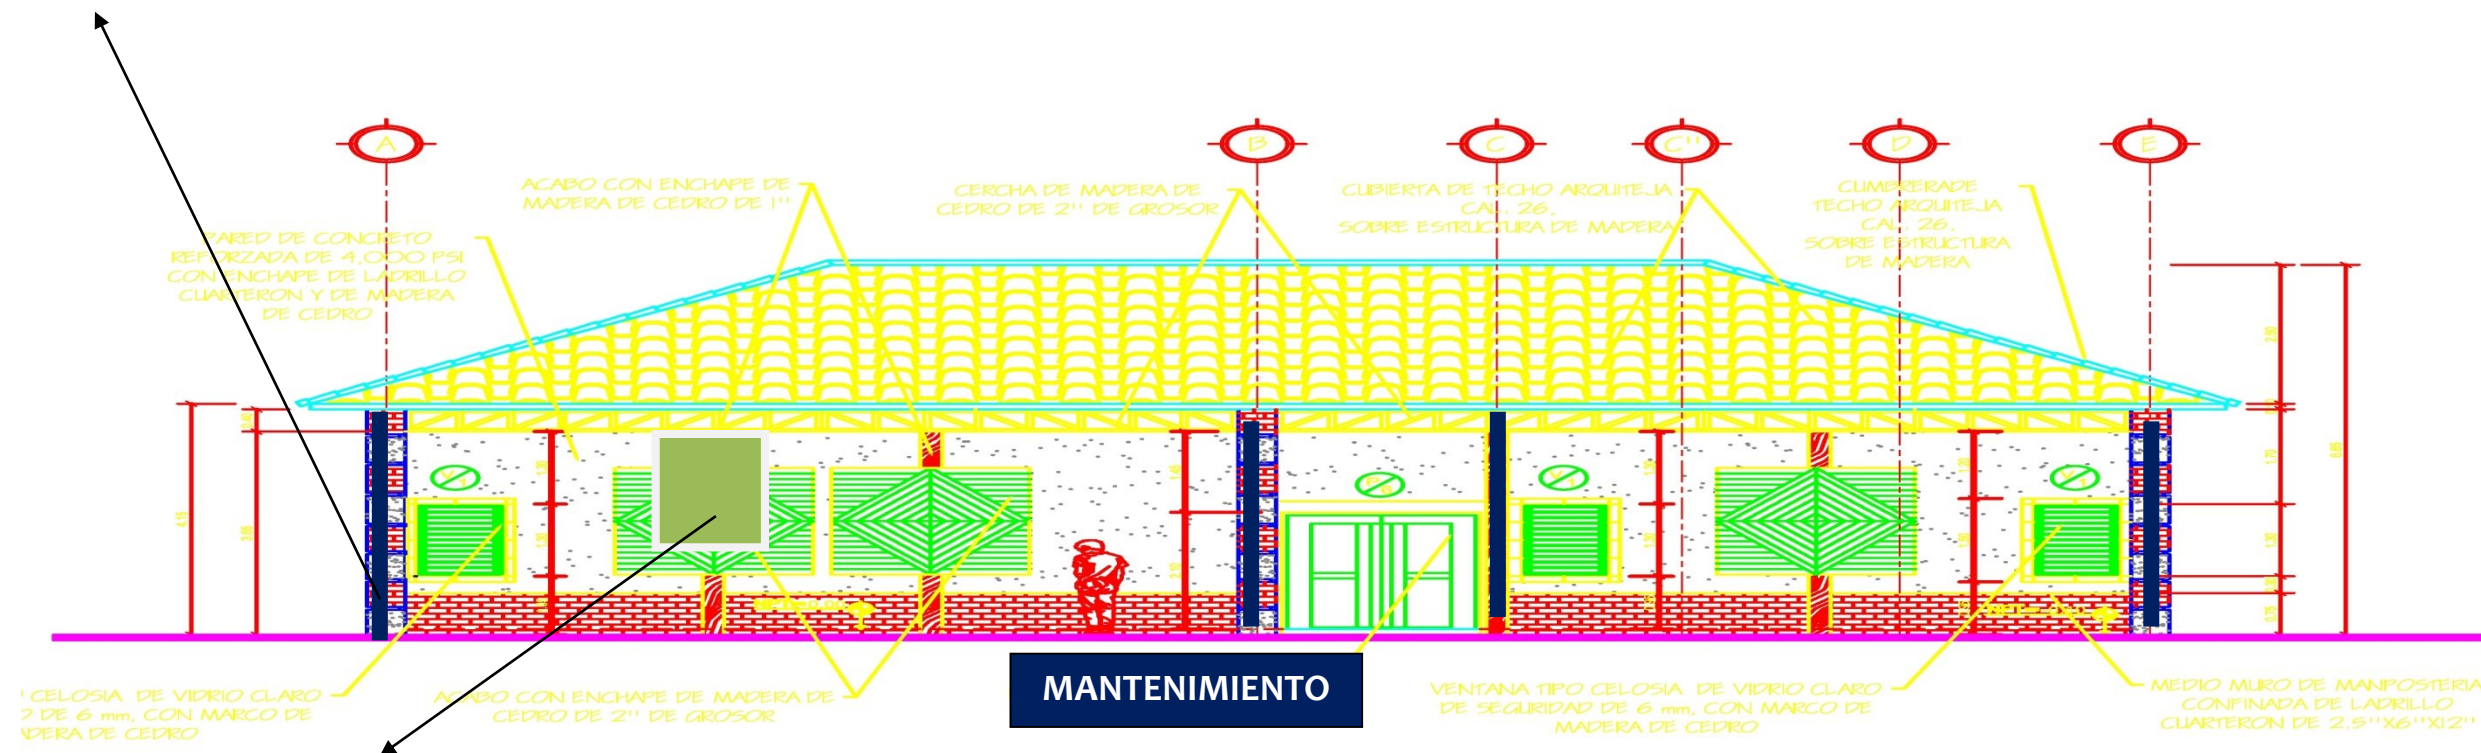 A
B
C
C''
D
E
ACABO CON ENCHAPE DE
MADERA DE CEDRO DE 1''
CERCHA DE MADERA DE
CEDRO DE 2'' DE GROSOR
CUBIERTA DE TECHO ARQUITEJA
CAL. 26,
SOBRE ESTRUCTURA DE MADERA
CUMBRERADE
TECHO ARQUITEJA
CAL. 26,
SOBRE ESTRUCTURA
DE MADERA
PARED DE CONCRETO
REFORZADA DE 4,000 PSI
CON ENCHAPE DE LADRILLO
CUARTERON Y DE MADERA
DE CEDRO
4.15
MANTENIMIENTO
CELOSIA DE VIDRIO CLARO
DE 6 mm, CON MARCO DE
DE CEDRO
ACABO CON ENCHAPE DE MADERA DE
CEDRO DE 2'' DE GROSOR
VENTANA TIPO CELOSIA DE VIDRIO CLARO
DE SEGURIDAD DE 6 mm, CON MARCO DE
MADERA DE CEDRO
MEDIO MURO DE MANPOSTERIA
CONFINADA DE LADRILLO
CUARTERON DE 2.5''X6''X12''